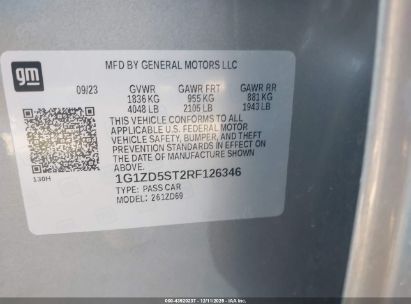 gm
MFD BY GENERAL MOTORS LLC
09/23 GVWR GAWR FRT GAWR RR
1836 KG 955 KG 881 KG
4048 LB 2105 LB 1943 LB
THIS VEHICLE CONFORMS TO ALL
APPLICABLE U.S. FEDERAL MOTOR
VEHICLE SAFETY, BUMPER, AND THEFT
PREVENTION STANDARDS IN EFFECT
ON THE DATE OF MANUFACTURE SHOWN
ABOVE.
130H
1G1ZD5ST2RF126346
TYPE: PASS CAR
MODEL: 261ZD69